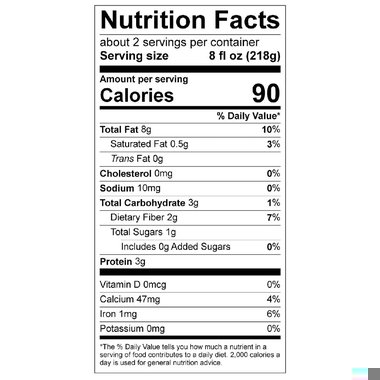 Nutrition Facts
about 2 servings per container
Serving size 8 fl oz (218g)
Amount per serving
Calories 90
% Daily Value*
Total Fat 8g 10%
Saturated Fat 0.5g 3%
Trans Fat 0g
Cholesterol 0mg 0%
Sodium 10mg 0%
Total Carbohydrate 3g 1%
Dietary Fiber 2g 7%
Total Sugars 1g
Includes 0g Added Sugars 0%
Protein 3g
Vitamin D 0mcg 0%
Calcium 47mg 4%
Iron 1mg 6%
Potassium 0mg 0%
*The % Daily Value tells you how much a nutrient in a
serving of food contributes to a daily diet. 2,000 calories a
day is used for general nutrition advice.